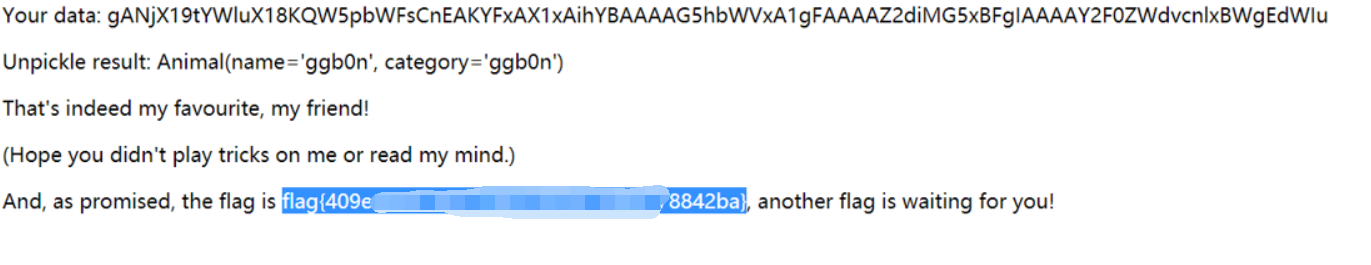 Your data: gANjX19tYWluX18KQW5pbWFsCnEAKYFxAX1xAihYBAAAAG5hbWVxA1gFAAAAZ2diMG5xBFgIAAAAY2F0ZWdvcnlxBWgEdWIu
Unpickle result: Animal(name='ggb0n', category='ggb0n')
That's indeed my favourite, my friend!
(Hope you didn't play tricks on me or read my mind.)
And, as promised, the flag is flag{409e 8842ba}, another flag is waiting for you!